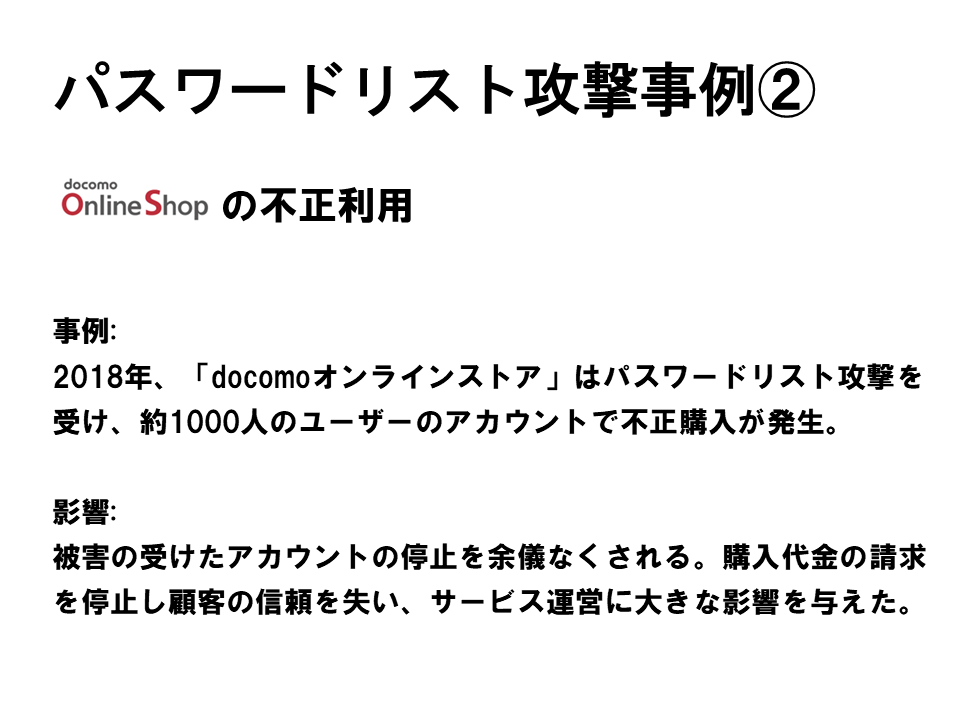 パスワードリスト攻撃事例②
docomo
OnlineShop の不正利用
事例:
2018年、「docomoオンラインストア」はパスワードリスト攻撃を
受け、約1000人のユーザーのアカウントで不正購入が発生。
影響:
被害の受けたアカウントの停止を余儀なくされる。購入代金の請求
を停止し顧客の信頼を失い、サービス運営に大きな影響を与えた。